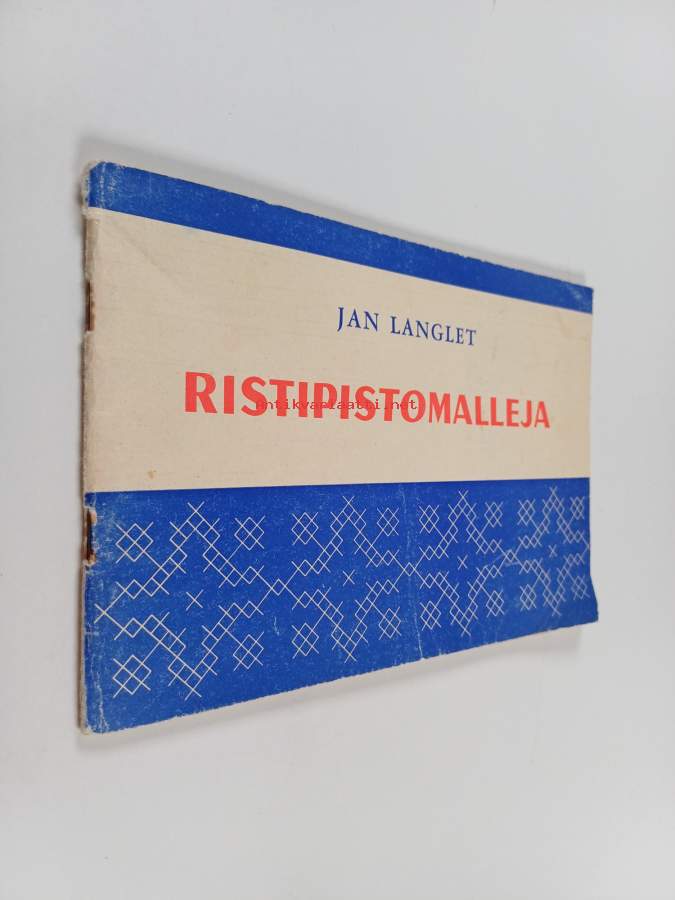 JAN LANGLET
RISTIPISTOMALLEJA
antikvariaatti.net